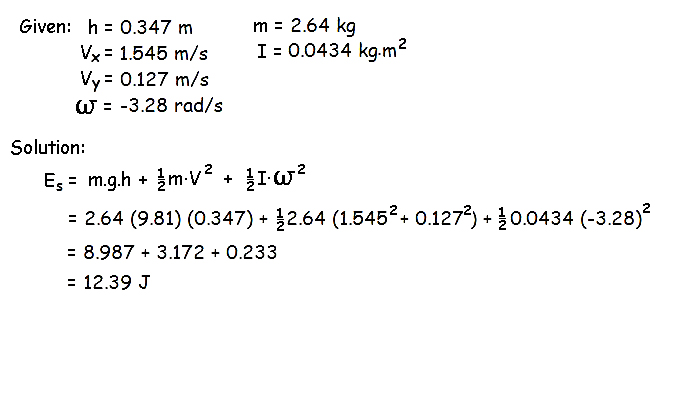 Given: h = 0.347 m m = 2.64 kg
Vx = 1.545 m/s I = 0.0434 kg.m²
Vy = 0.127 m/s
ω = -3.28 rad/s
Solution:
Es = m.g.h + ½m·V² + ½I·ω²
= 2.64 (9.81) (0.347) + ½2.64 (1.545² + 0.127²) + ½0.0434 (-3.28)²
= 8.987 + 3.172 + 0.233
= 12.39 J